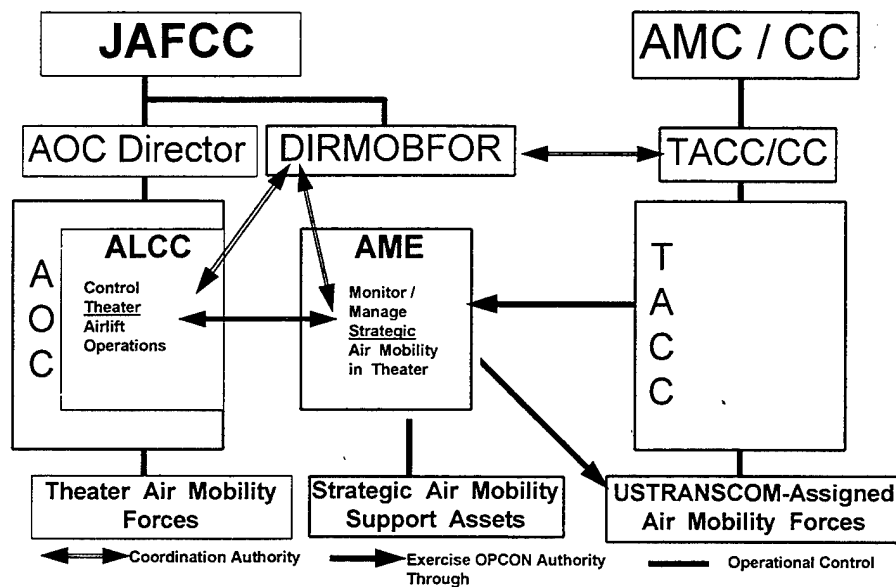 JAFCC
AMC / CC
AOC Director
DIRMOBFOR
TACC/CC
A
O
C
ALCC
Control
Theater
Airlift
Operations
AME
Monitor /
Manage
Strategic
Air Mobility
in Theater
T
A
C
C
Theater Air Mobility
Forces
Strategic Air Mobility
Support Assets
USTRANSCOM-Assigned
Air Mobility Forces
Coordination Authority
Exercise OPCON Authority
Through
Operational Control